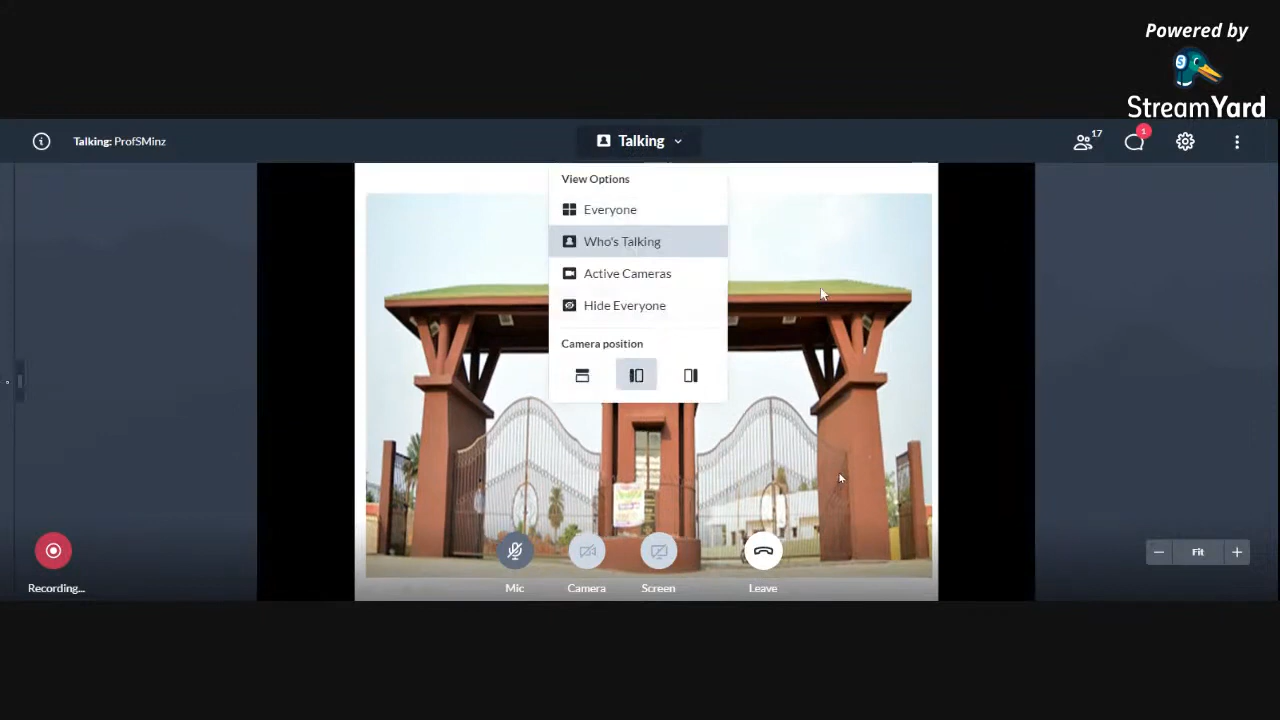 Powered by
StreamYard
Talking: ProfSMinz
Talking
17
1
View Options
Everyone
Who's Talking
Active Cameras
Hide Everyone
Camera position
Recording...
Mic
Camera
Screen
Leave
Fit